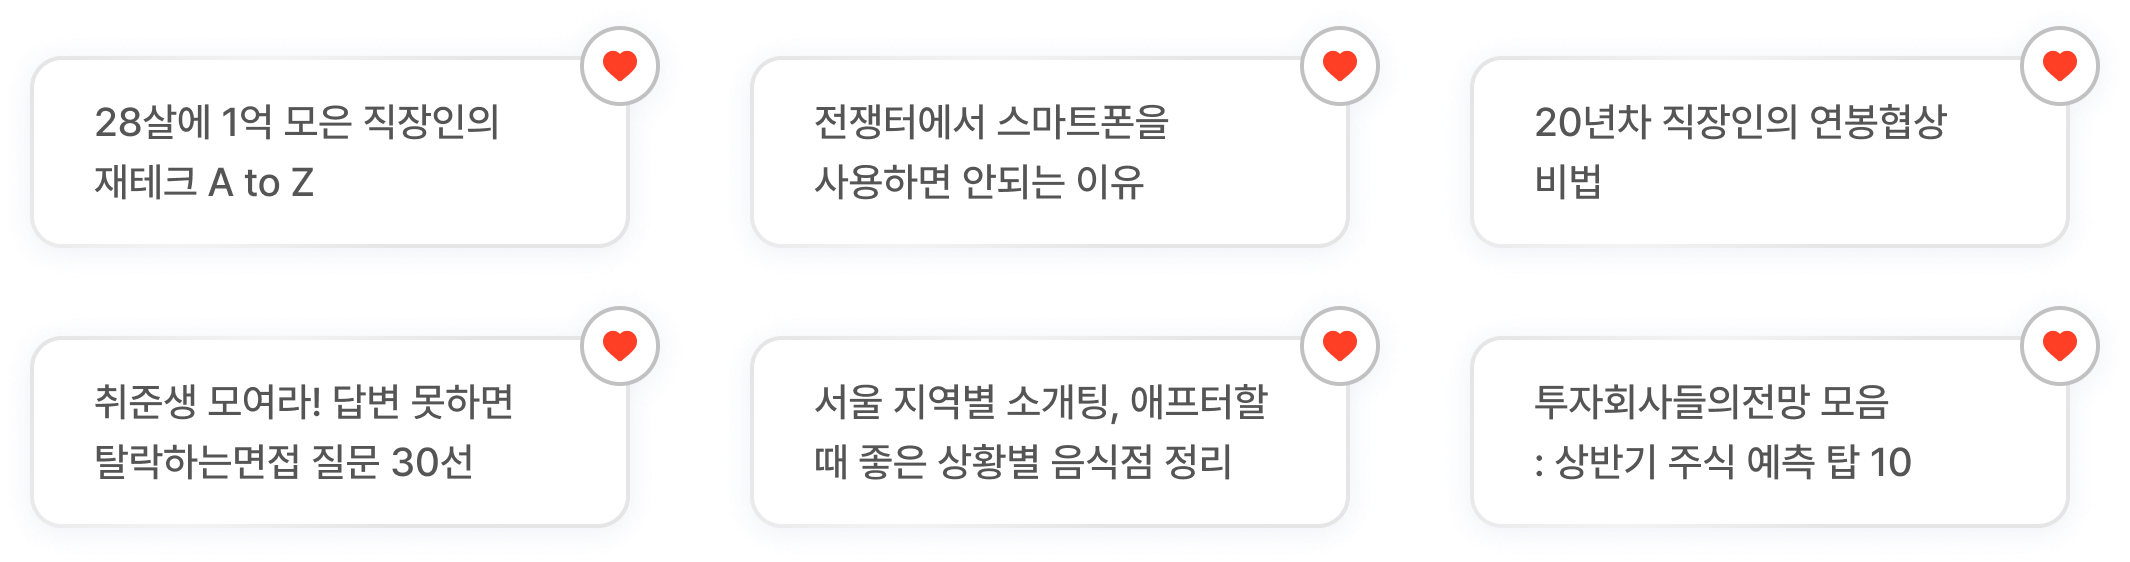 28살에 1억 모은 직장인의
재테크 A to Z
전쟁터에서 스마트폰을
사용하면 안되는 이유
20년차 직장인의 연봉협상
비법
취준생 모여라! 답변 못하면
탈락하는면접 질문 30선
서울 지역별 소개팅, 애프터할
때 좋은 상황별 음식점 정리
투자회사들의전망 모음
: 상반기 주식 예측 탑 10